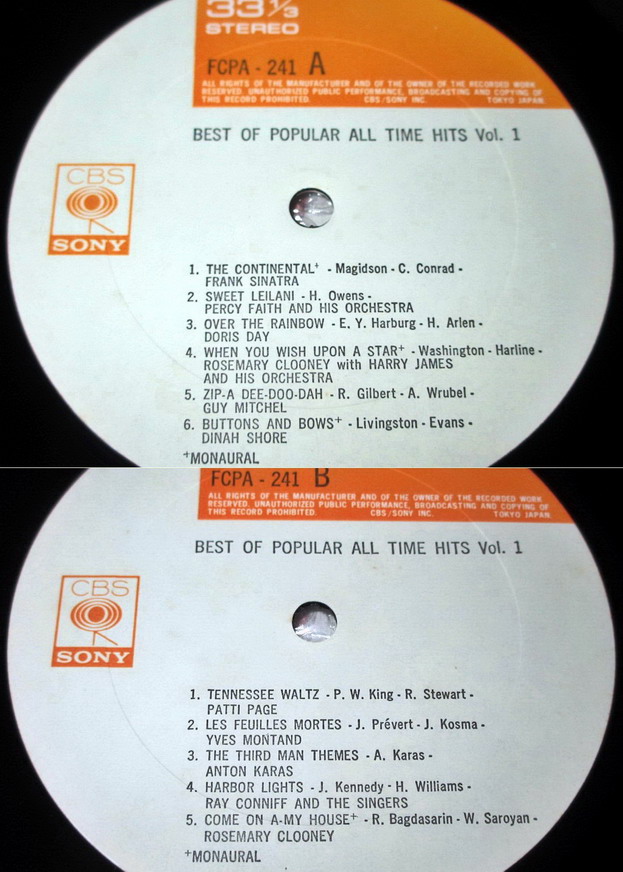 33 1/3
STEREO
FCPA - 241 A
ALL RIGHTS OF THE MANUFACTURER AND OF THE OWNER OF THE RECORDED WORK
RESERVED. UNAUTHORIZED PUBLIC PERFORMANCE, BROADCASTING AND COPYING OF
THIS RECORD PROHIBITED. CBS/SONY INC. TOKYO JAPAN.
BEST OF POPULAR ALL TIME HITS Vol. 1
CBS
SONY
1. THE CONTINENTAL+ - Magidson - C. Conrad -
FRANK SINATRA
2. SWEET LEILANI - H. Owens -
PERCY FAITH AND HIS ORCHESTRA
3. OVER THE RAINBOW - E. Y. Harburg - H. Arlen -
DORIS DAY
4. WHEN YOU WISH UPON A STAR+ - Washington - Harline -
ROSEMARY CLOONEY with HARRY JAMES
AND HIS ORCHESTRA
5. ZIP-A DEE-DOO-DAH - R. Gilbert - A. Wrubel -
GUY MITCHEL
6. BUTTONS AND BOWS+ - Livingston - Evans -
DINAH SHORE
+MONAURAL
FCPA - 241 B
ALL RIGHTS OF THE MANUFACTURER AND OF THE OWNER OF THE RECORDED WORK
RESERVED. UNAUTHORIZED PUBLIC PERFORMANCE, BROADCASTING AND COPYING OF
THIS RECORD PROHIBITED. CBS/SONY INC. TOKYO JAPAN.
BEST OF POPULAR ALL TIME HITS Vol. 1
CBS
SONY
1. TENNESSEE WALTZ - P. W. King - R. Stewart -
PATTI PAGE
2. LES FEUILLES MORTES - J. Prévert - J. Kosma -
YVES MONTAND
3. THE THIRD MAN THEMES - A. Karas -
ANTON KARAS
4. HARBOR LIGHTS - J. Kennedy - H. Williams -
RAY CONNIFF AND THE SINGERS
5. COME ON A-MY HOUSE+ - R. Bagdasarin - W. Saroyan -
ROSEMARY CLOONEY
+MONAURAL